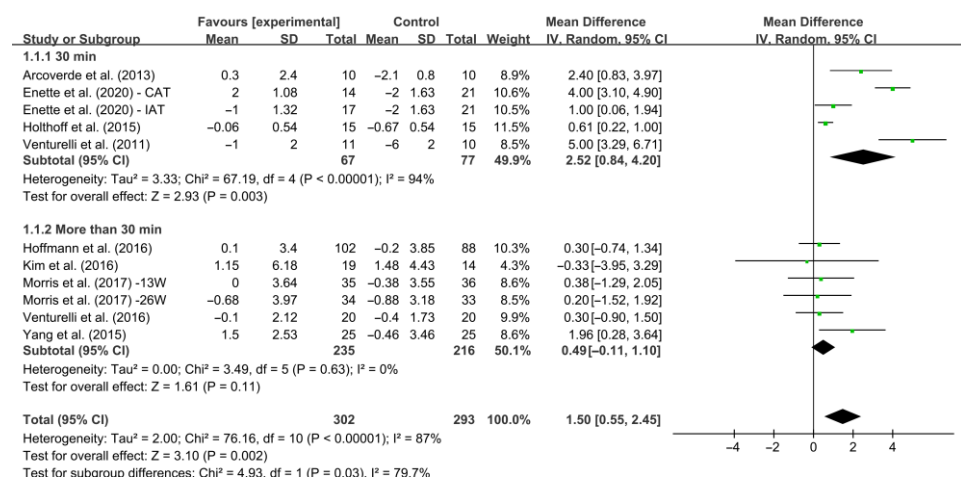 Favours [experimental] Control Mean Difference Mean Difference
Study or Subgroup Mean SD Total Mean SD Total Weight IV, Random, 95% CI IV, Random, 95% CI
1.1.1 30 min
Arcoverde et al. (2013) 0.3 2.4 10 −2.1 0.8 10 8.9% 2.40 [0.83, 3.97]
Enette et al. (2020) - CAT 2 1.08 14 −2 1.63 21 10.6% 4.00 [3.10, 4.90]
Enette et al. (2020) - IAT −1 1.32 17 −2 1.63 21 10.6% 1.00 [0.06, 1.94]
Holthoff et al. (2015) −0.06 0.54 15 −0.67 0.54 15 11.5% 0.61 [0.22, 1.00]
Venturelli et al. (2011) −1 2 11 −6 2 10 8.5% 5.00 [3.29, 6.71]
Subtotal (95% CI) 67 77 49.9% 2.52 [0.84, 4.20]
Heterogeneity: Tau² = 3.33; Chi² = 67.19, df = 4 (P < 0.00001); I² = 94%
Test for overall effect: Z = 2.93 (P = 0.003)
1.1.2 More than 30 min
Hoffmann et al. (2016) 0.1 3.4 102 −0.2 3.85 88 10.3% 0.30 [−0.74, 1.34]
Kim et al. (2016) 1.15 6.18 19 1.48 4.43 14 4.3% −0.33 [−3.95, 3.29]
Morris et al. (2017) -13W 0 3.64 35 −0.38 3.55 36 8.6% 0.38 [−1.29, 2.05]
Morris et al. (2017) -26W −0.68 3.97 34 −0.88 3.18 33 8.5% 0.20 [−1.52, 1.92]
Venturelli et al. (2016) −0.1 2.12 20 −0.4 1.73 20 9.9% 0.30 [−0.90, 1.50]
Yang et al. (2015) 1.5 2.53 25 −0.46 3.46 25 8.6% 1.96 [0.28, 3.64]
Subtotal (95% CI) 235 216 50.1% 0.49 [−0.11, 1.10]
Heterogeneity: Tau² = 0.00; Chi² = 3.49, df = 5 (P = 0.63); I² = 0%
Test for overall effect: Z = 1.61 (P = 0.11)
Total (95% CI) 302 293 100.0% 1.50 [0.55, 2.45]
Heterogeneity: Tau² = 2.00; Chi² = 76.16, df = 10 (P < 0.00001); I² = 87%
−4 −2 0 2 4
Test for overall effect: Z = 3.10 (P = 0.002)
Test for subgroup differences: Chi² = 4.93, df = 1 (P = 0.03), I² = 79.7%